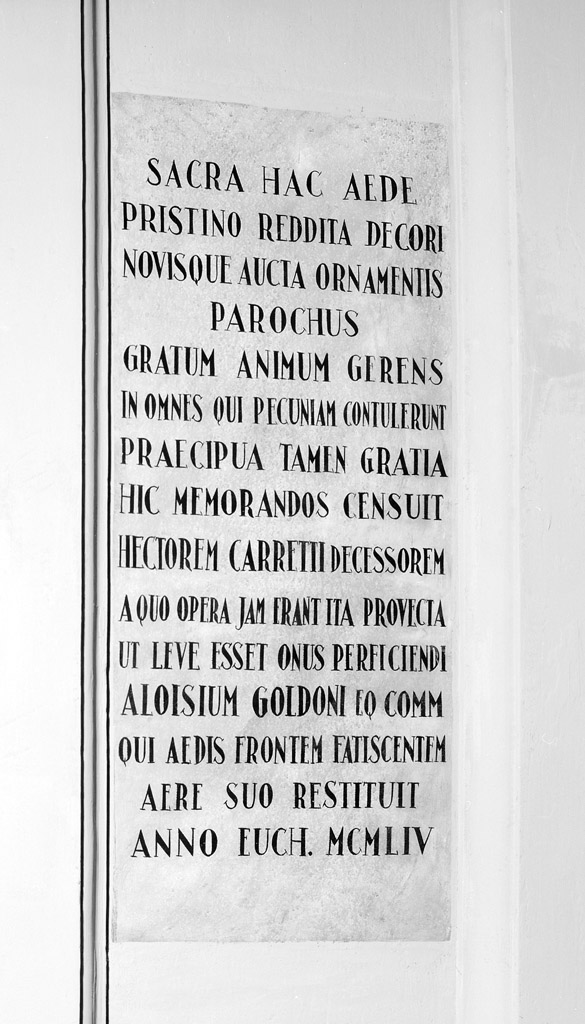 SACRA HAC AEDE
PRISTINO REDDITA DECORI
NOVISQUE AUCTA ORNAMENTIS
PAROCHUS
GRATUM ANIMUM GERENS
IN OMNES QUI PECUNIAM CONTULERUNT
PRAECIPUA TAMEN GRATIA
HIC MEMORANDOS CENSUIT
HECTOREM CARRETTI DECESSOREM
A QUO OPERA JAM ERANT ITA PROVECTA
UT LEVE ESSET ONUS PERFICIENDI
ALOISIUM GOLDONI EQ COMM
QUI AEDIS FRONTEM FATISCENTEM
AERE SUO RESTITUIT
ANNO EUCH. MCMLIV